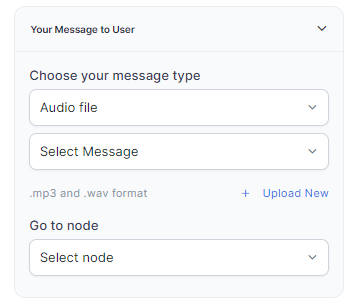 Your Message to User
Choose your message type
Audio file
Select Message
.mp3 and .wav format + Upload New
Go to node
Select node